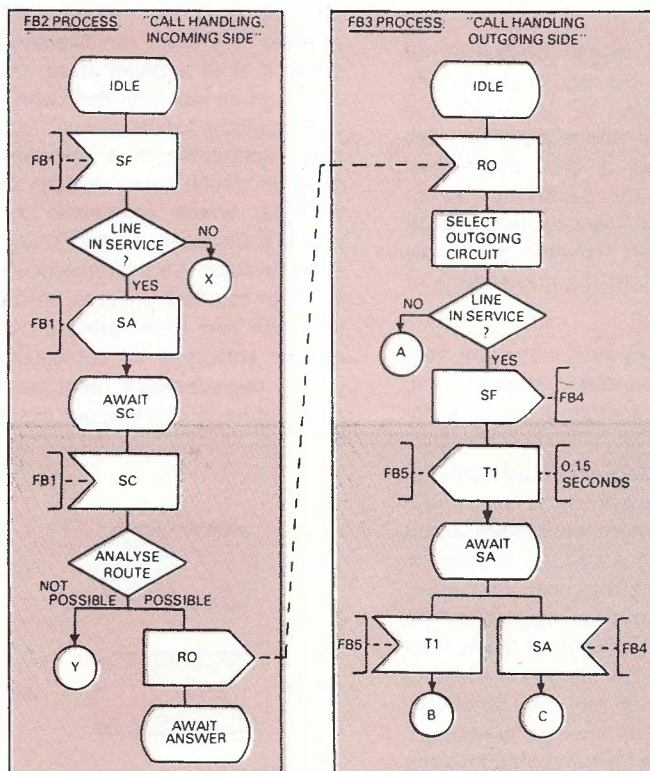 FB2 PROCESS. "CALL HANDLING,
INCOMING SIDE"
IDLE
FB1
SF
LINE
IN SERVICE
?
NO
X
YES
FB1
SA
AWAIT
SC
FB1
SC
ANALYSE
ROUTE
NOT
POSSIBLE
POSSIBLE
Y
RO
AWAIT
ANSWER
FB3 PROCESS. "CALL HANDLING
OUTGOING SIDE"
IDLE
RO
SELECT
OUTGOING
CIRCUIT
LINE
IN SERVICE
?
NO
A
YES
SF
FB4
FB5
T1
0.15
SECONDS
AWAIT
SA
FB5
T1
SA
FB4
B
C